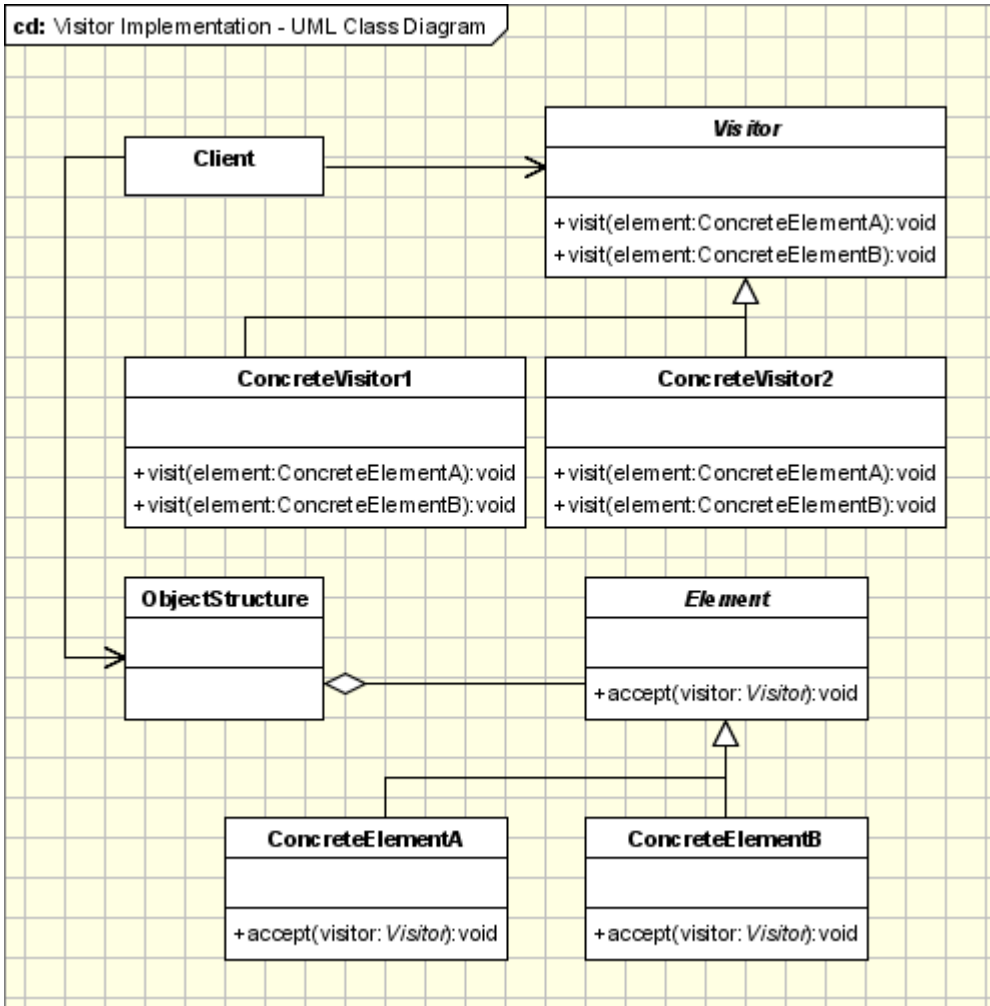 cd: Visitor Implementation - UML Class Diagram
Visitor
Client
+visit(element:ConcreteElementA):void
+visit(element:ConcreteElementB):void
ConcreteVisitor1
+visit(element:ConcreteElementA):void
+visit(element:ConcreteElementB):void
ConcreteVisitor2
+visit(element:ConcreteElementA):void
+visit(element:ConcreteElementB):void
ObjectStructure
Element
+accept(visitor: Visitor):void
ConcreteElementA
+accept(visitor: Visitor):void
ConcreteElementB
+accept(visitor: Visitor):void